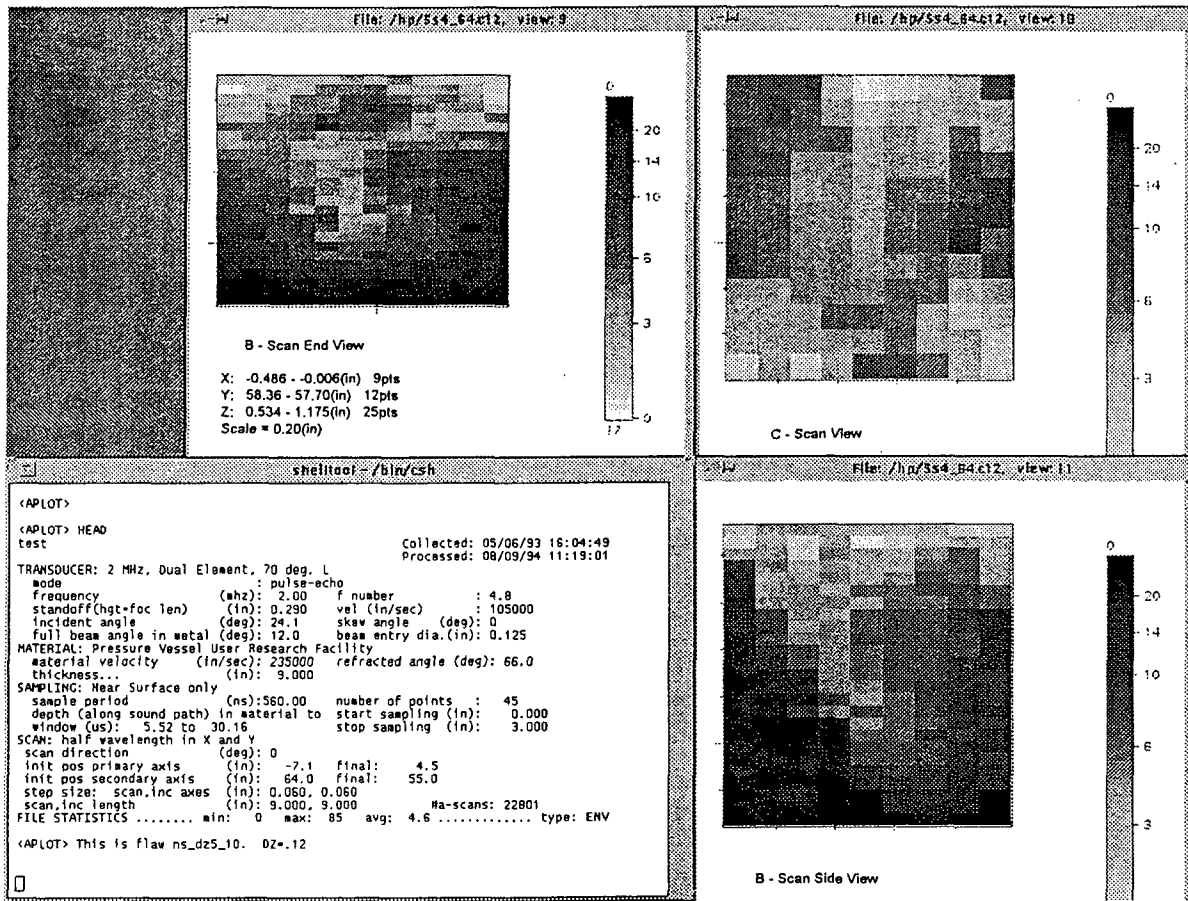 File: /hp/5s4_64.c12, view: 9
0
20
14
10
6
3
0
12
B - Scan End View
X: -0.486 - -0.006(in) 9pts
Y: 58.36 - 57.70(in) 12pts
Z: 0.534 - 1.175(in) 25pts
Scale = 0.20(in)
File: /hp/5s4_64.c12, view: 10
0
20
14
10
6
3
C - Scan View
shelltool - /bin/csh
<APLOT>
<APLOT> HEAD
test Collected: 05/06/93 16:04:49
Processed: 08/09/94 11:19:01
TRANSDUCER: 2 MHz, Dual Element, 70 deg. L
mode : pulse-echo
frequency (mhz): 2.00 f number : 4.8
standoff(hgt+foc len) (in): 0.290 vel (in/sec) : 105000
incident angle (deg): 24.1 skew angle (deg): 0
full beam angle in metal (deg): 12.0 beam entry dia.(in): 0.125
MATERIAL: Pressure Vessel User Research Facility
material velocity (in/sec): 235000 refracted angle (deg): 66.0
thickness... (in): 9.000
SAMPLING: Near Surface only
sample period (ns):560.00 number of points : 45
depth (along sound path) in material to start sampling (in): 0.000
window (us): 5.52 to 30.16 stop sampling (in): 3.000
SCAN: half wavelength in X and Y
scan direction (deg): 0
init pos primary axis (in): -7.1 final: 4.5
init pos secondary axis (in): 64.0 final: 55.0
step size: scan,inc axes (in): 0.060, 0.060
scan,inc length (in): 9.000, 9.000 #a-scans: 22801
FILE STATISTICS ........ min: 0 max: 85 avg: 4.6 ............. type: ENV
<APLOT> This is flaw ns_dz5_10. DZ=.12
File: /hp/5s4_64.c12, view: 11
0
20
14
10
6
3
B - Scan Side View